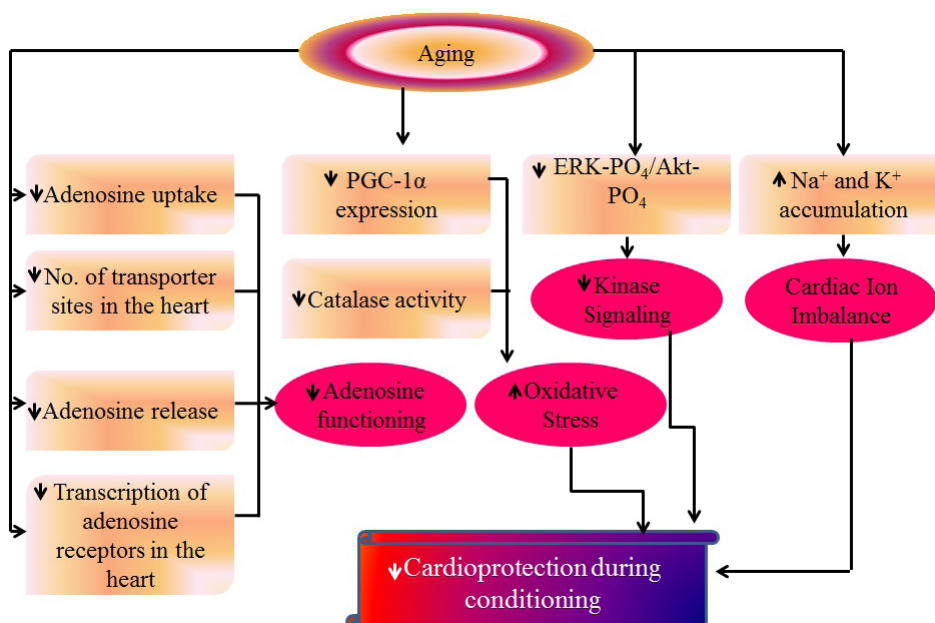 Aging
↓Adenosine uptake
↓No. of transporter
sites in the heart
↓Adenosine release
↓Transcription of
adenosine
receptors in the
heart
↓ PGC-1α
expression
↓Catalase activity
↓Adenosine
functioning
↓ERK-PO₄/Akt-
PO₄
↓Kinase
Signaling
↑Oxidative
Stress
↑Na⁺ and K⁺
accumulation
Cardiac Ion
Imbalance
↓Cardioprotection during
conditioning